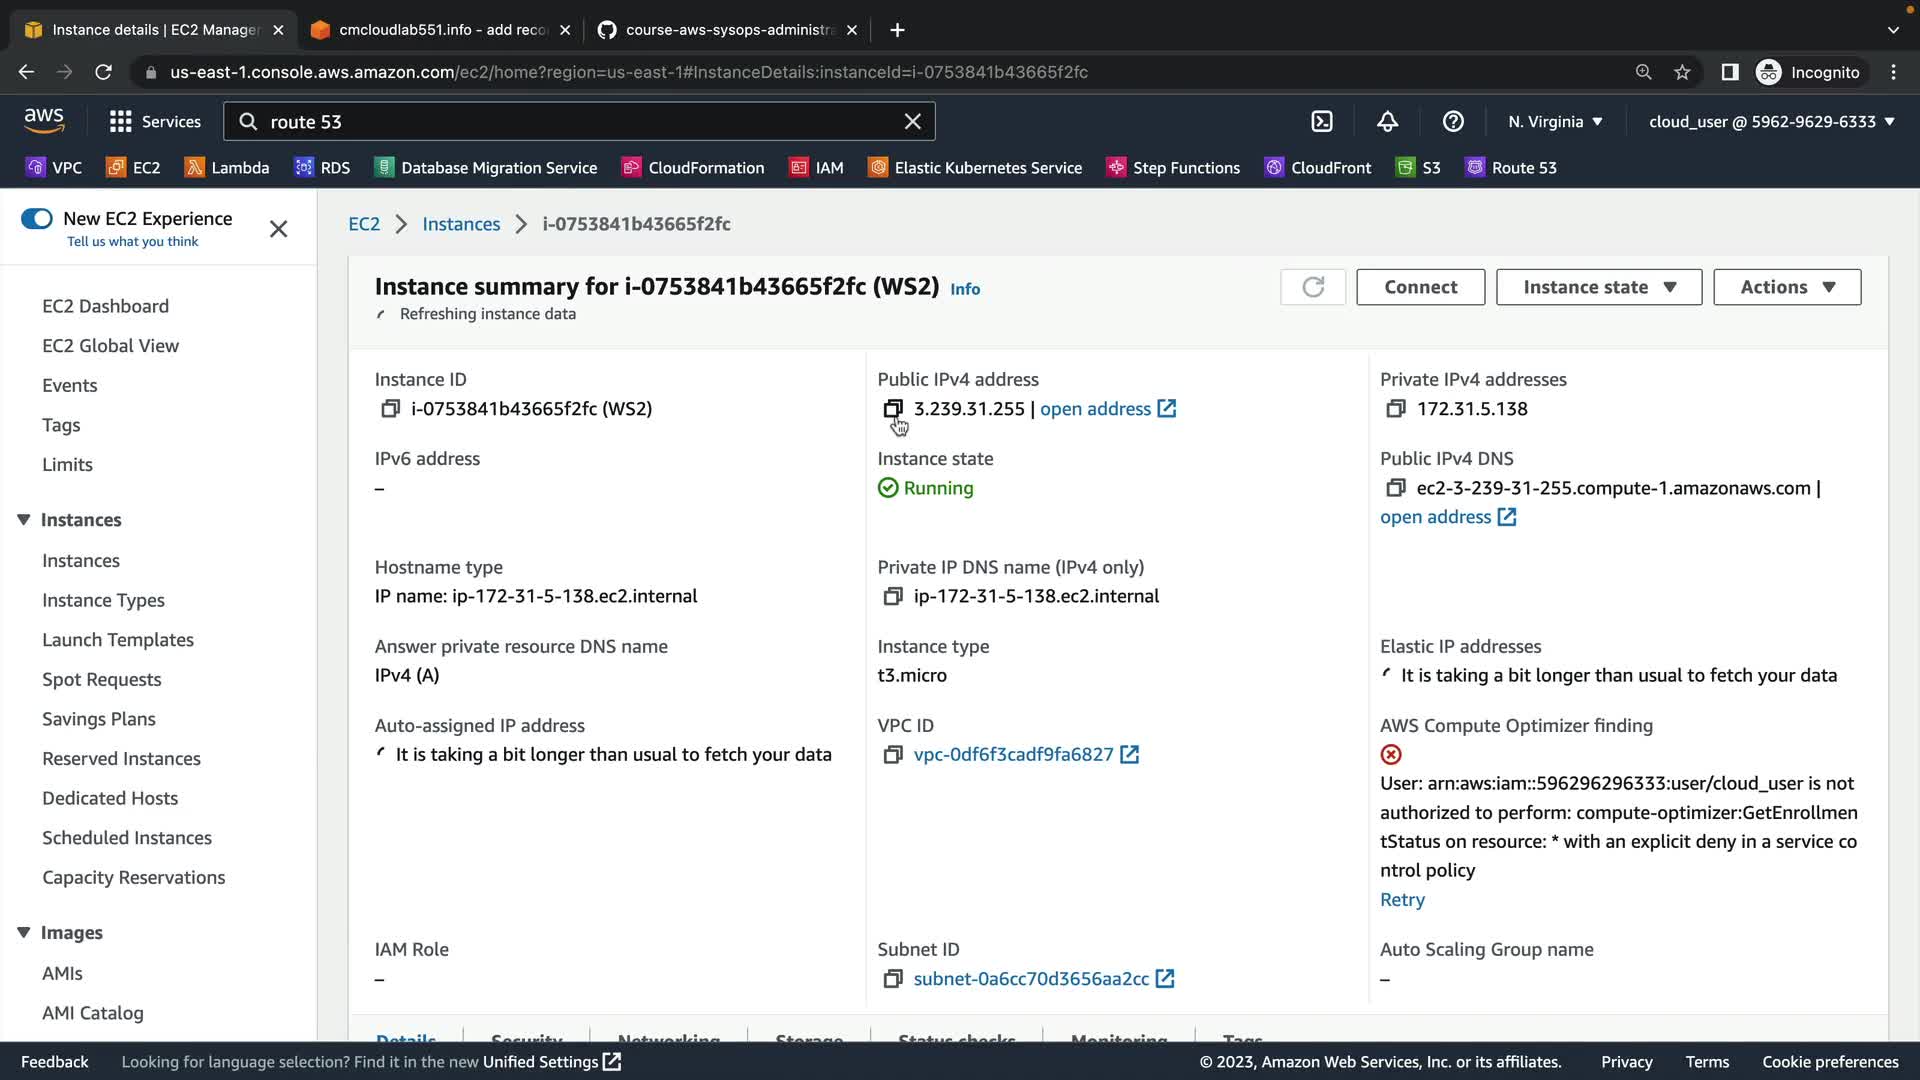 Instance details | EC2 Manager
cmcloudlab551.info - add reco
course-aws-sysops-administra
us-east-1.console.aws.amazon.com/ec2/home?region=us-east-1#InstanceDetails:instanceId=i-0753841b43665f2fc
Incognito
aws
Services
route 53
N. Virginia
cloud_user @ 5962-9629-6333
VPC
EC2
Lambda
RDS
Database Migration Service
CloudFormation
IAM
Elastic Kubernetes Service
Step Functions
CloudFront
S3
Route 53
New EC2 Experience
Tell us what you think
EC2 Dashboard
EC2 Global View
Events
Tags
Limits
Instances
Instances
Instance Types
Launch Templates
Spot Requests
Savings Plans
Reserved Instances
Dedicated Hosts
Scheduled Instances
Capacity Reservations
Images
AMIs
AMI Catalog
EC2 > Instances > i-0753841b43665f2fc
Instance summary for i-0753841b43665f2fc (WS2) Info
Refreshing instance data
Connect
Instance state
Actions
Instance ID
i-0753841b43665f2fc (WS2)
Public IPv4 address
3.239.31.255 | open address
Private IPv4 addresses
172.31.5.138
IPv6 address
–
Instance state
Running
Public IPv4 DNS
ec2-3-239-31-255.compute-1.amazonaws.com |
open address
Hostname type
IP name: ip-172-31-5-138.ec2.internal
Private IP DNS name (IPv4 only)
ip-172-31-5-138.ec2.internal
Answer private resource DNS name
IPv4 (A)
Instance type
t3.micro
Elastic IP addresses
It is taking a bit longer than usual to fetch your data
Auto-assigned IP address
It is taking a bit longer than usual to fetch your data
VPC ID
vpc-0df6f3cadf9fa6827
AWS Compute Optimizer finding
User: arn:aws:iam::596296296333:user/cloud_user is not
authorized to perform: compute-optimizer:GetEnrollmen
tStatus on resource: * with an explicit deny in a service co
ntrol policy
Retry
IAM Role
–
Subnet ID
subnet-0a6cc70d3656aa2cc
Auto Scaling Group name
–
Details
Security
Networking
Storage
Status checks
Monitoring
Tags
Feedback
Looking for language selection? Find it in the new Unified Settings
© 2023, Amazon Web Services, Inc. or its affiliates.
Privacy
Terms
Cookie preferences